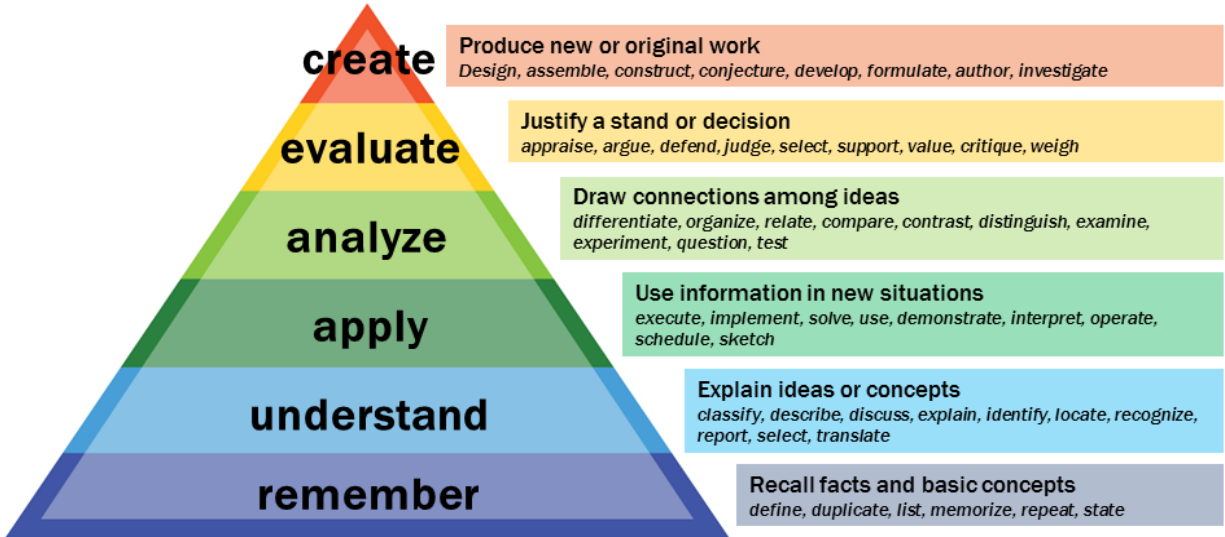 create
Produce new or original work
Design, assemble, construct, conjecture, develop, formulate, author, investigate
evaluate
Justify a stand or decision
appraise, argue, defend, judge, select, support, value, critique, weigh
analyze
Draw connections among ideas
differentiate, organize, relate, compare, contrast, distinguish, examine,
experiment, question, test
apply
Use information in new situations
execute, implement, solve, use, demonstrate, interpret, operate,
schedule, sketch
understand
Explain ideas or concepts
classify, describe, discuss, explain, identify, locate, recognize,
report, select, translate
remember
Recall facts and basic concepts
define, duplicate, list, memorize, repeat, state